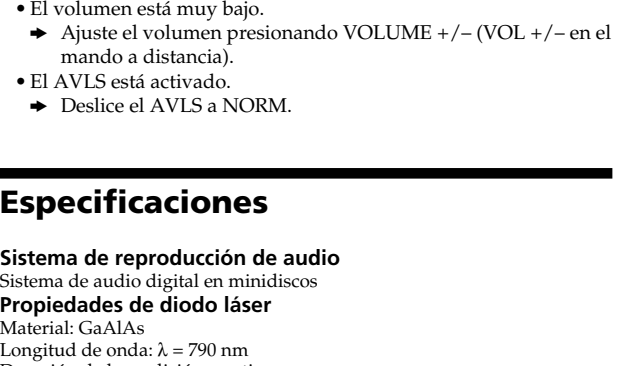 • El volumen está muy bajo.
➔ Ajuste el volumen presionando VOLUME +/– (VOL +/– en el
mando a distancia).
• El AVLS está activado.
➔ Deslice el AVLS a NORM.
Especificaciones
Sistema de reproducción de audio
Sistema de audio digital en minidiscos
Propiedades de diodo láser
Material: GaAlAs
Longitud de onda: λ = 790 nm